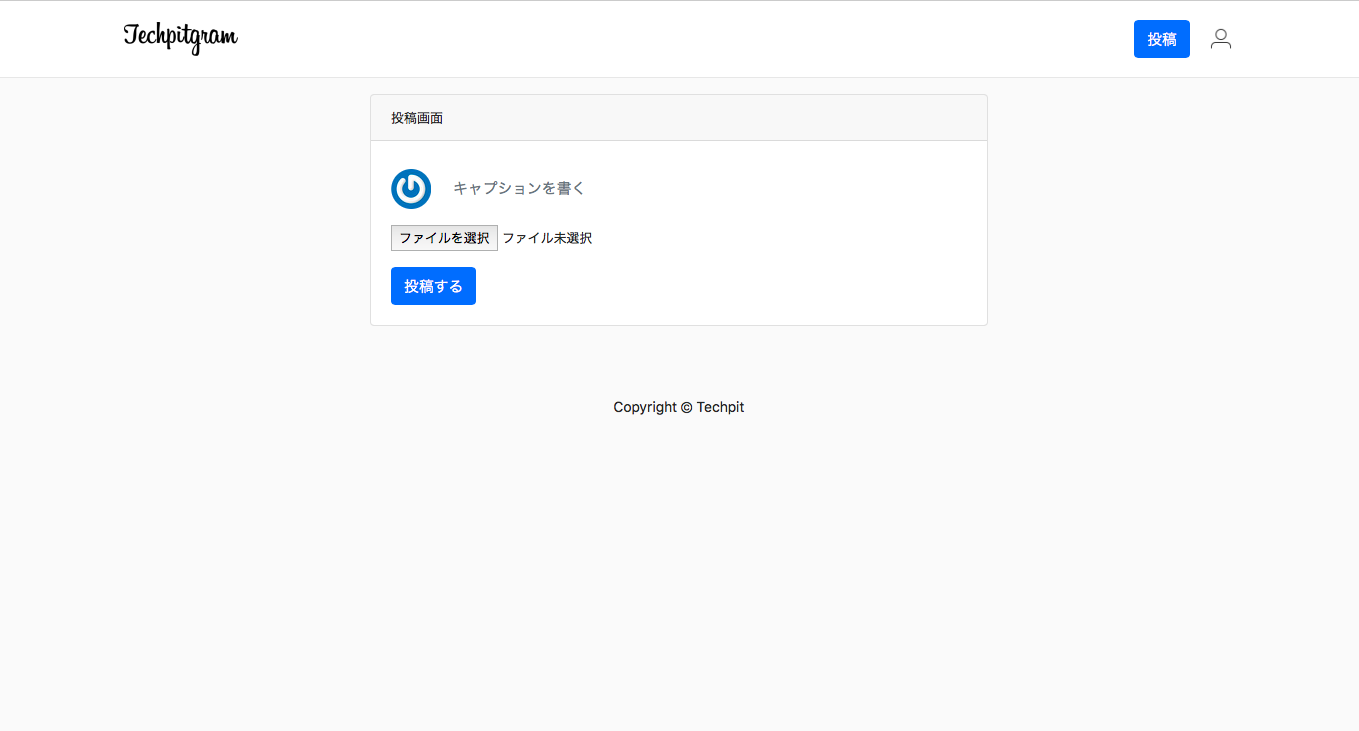 Techpitgram
投稿
投稿画面
キャプションを書く
ファイルを選択 ファイル未選択
投稿する
Copyright © Techpit